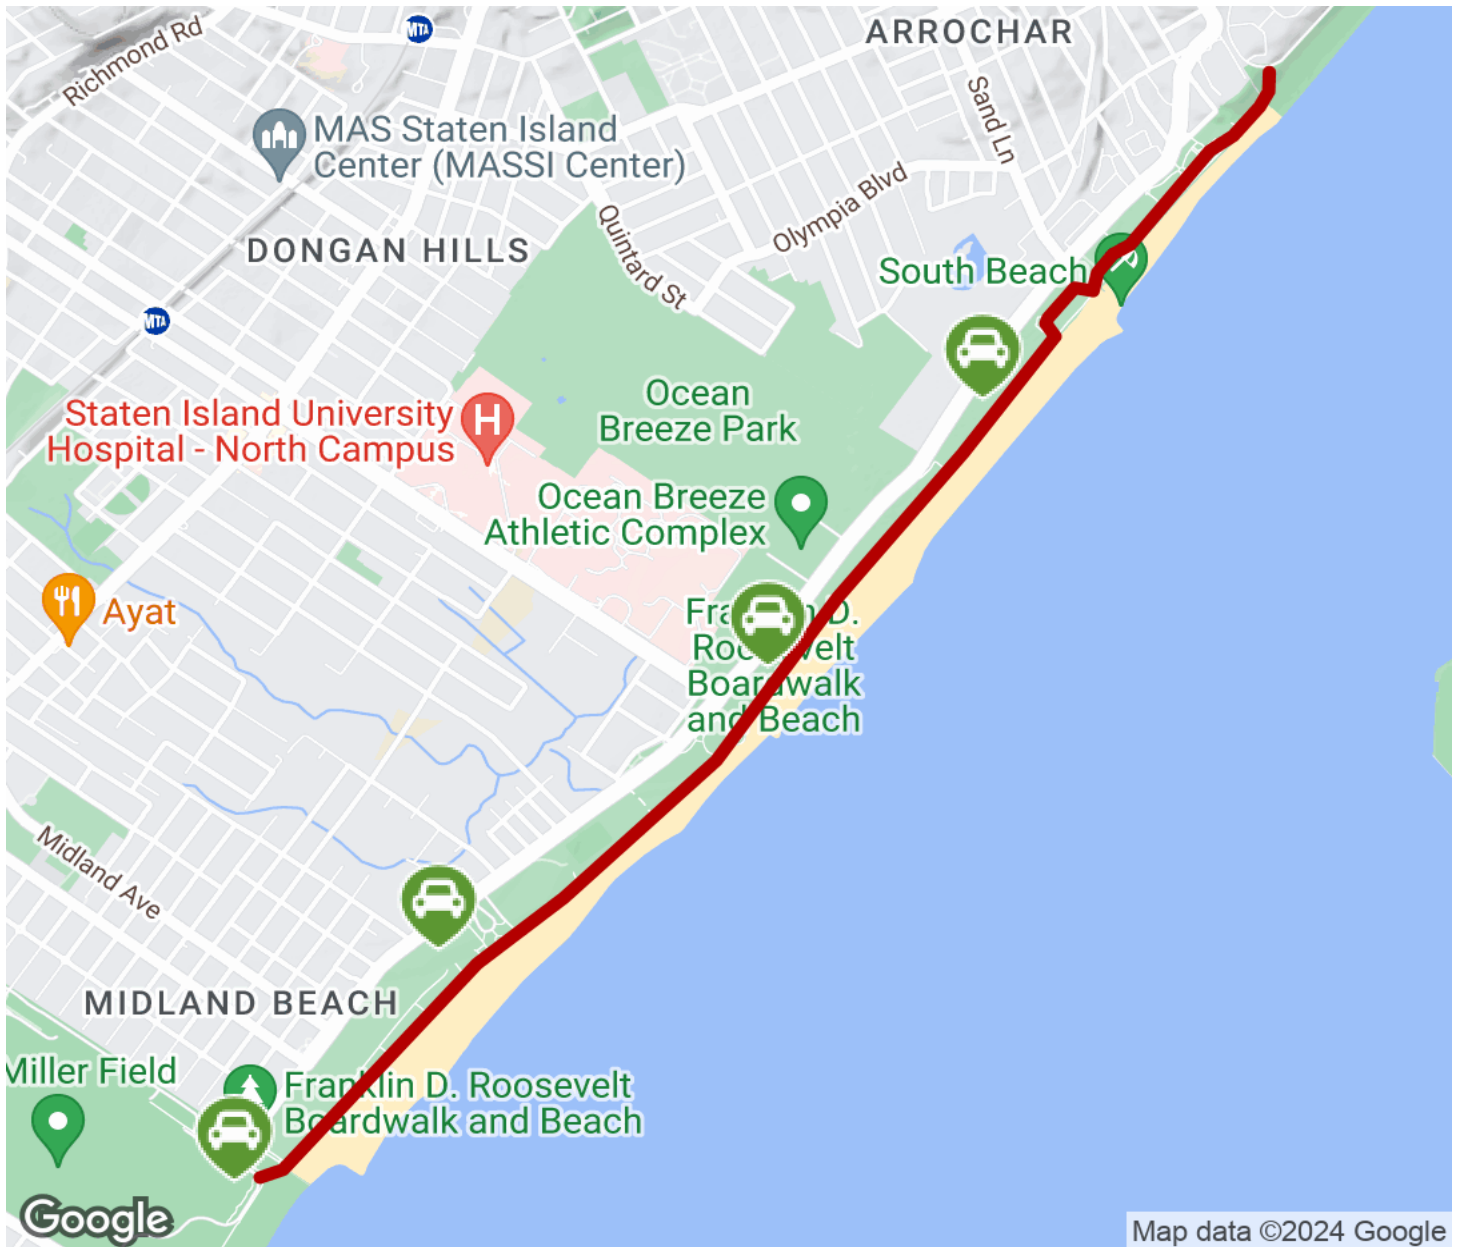 ARROCHAR
MTA
Richmond Rd
Sand Ln
MAS Staten Island
Center (MASSI Center)
Olympia Blvd
Quintard St
DONGAN HILLS
South Beach
MTA
Ocean
Breeze Park
Staten Island University
Hospital - North Campus
H
Ocean Breeze
Athletic Complex
Ayat
Franklin D.
Roosevelt
Boardwalk
and Beach
Midland Ave
MIDLAND BEACH
Miller Field
Franklin D. Roosevelt
Boardwalk and Beach
Google
Map data ©2024 Google